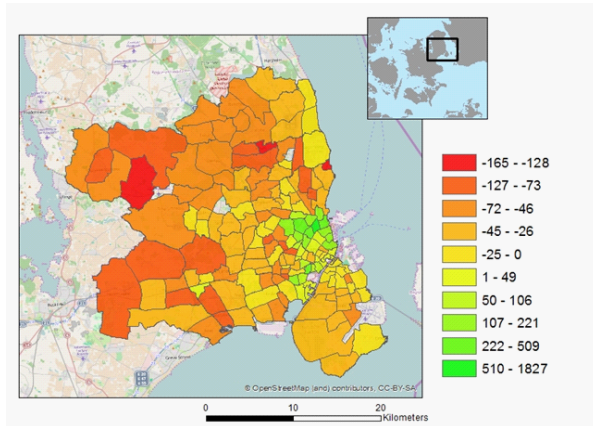 -165 - -128
-127 - -73
-72 - -46
-45 - -26
-25 - 0
1 - 49
50 - 106
107 - 221
222 - 509
510 - 1827
© OpenStreetMap (and) contributors, CC-BY-SA
0 10 20
Kilometers